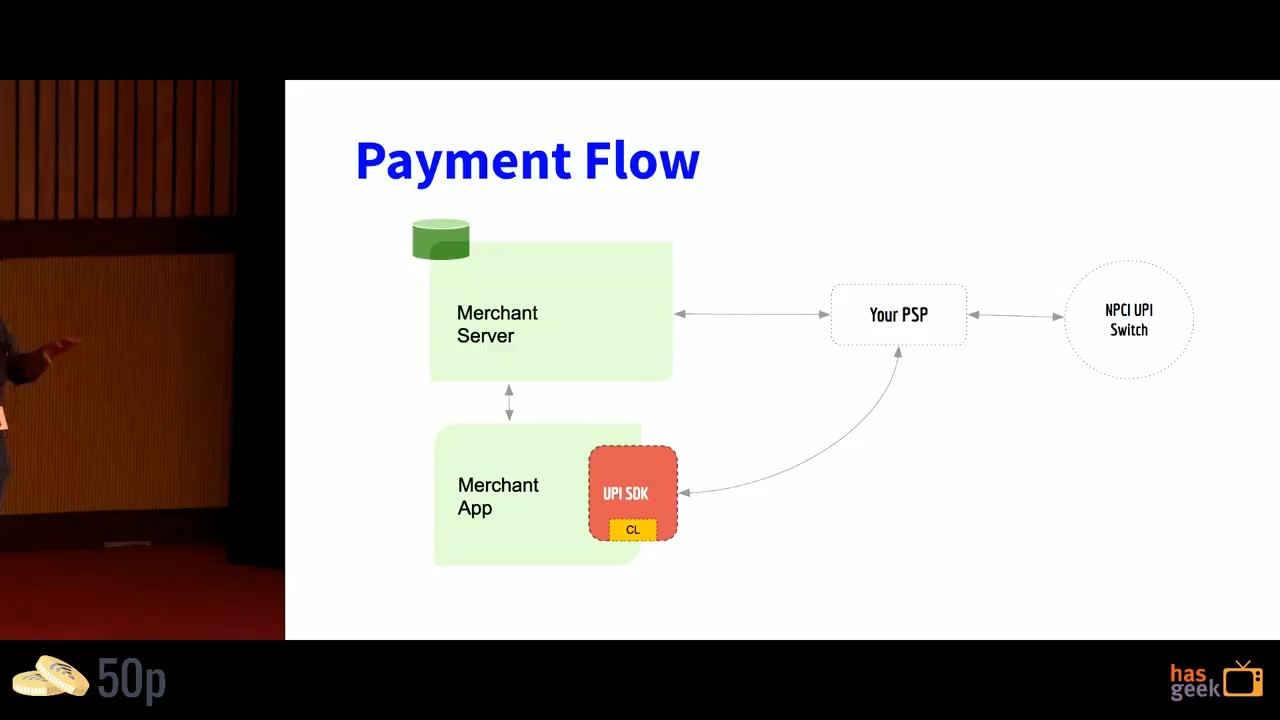 Payment Flow
Merchant
Server
Your PSP
NPCI UPI
Switch
Merchant
App
UPI SDK
CL
50p
has
geek